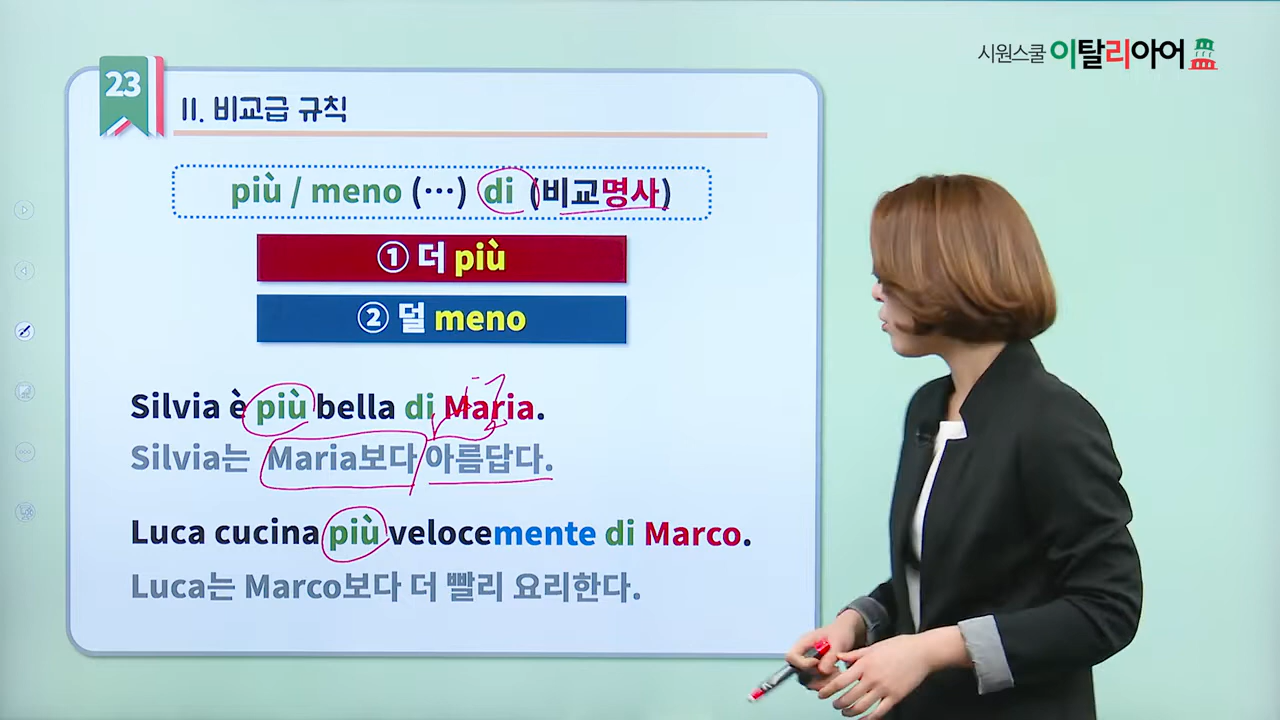 시원스쿨 이탈리아어
23
II. 비교급 규칙
più / meno (…) di (비교명사)
① 더 più
② 덜 meno
Silvia è più bella di Maria.
Silvia는 Maria보다 아름답다.
Luca cucina più velocemente di Marco.
Luca는 Marco보다 더 빨리 요리한다.